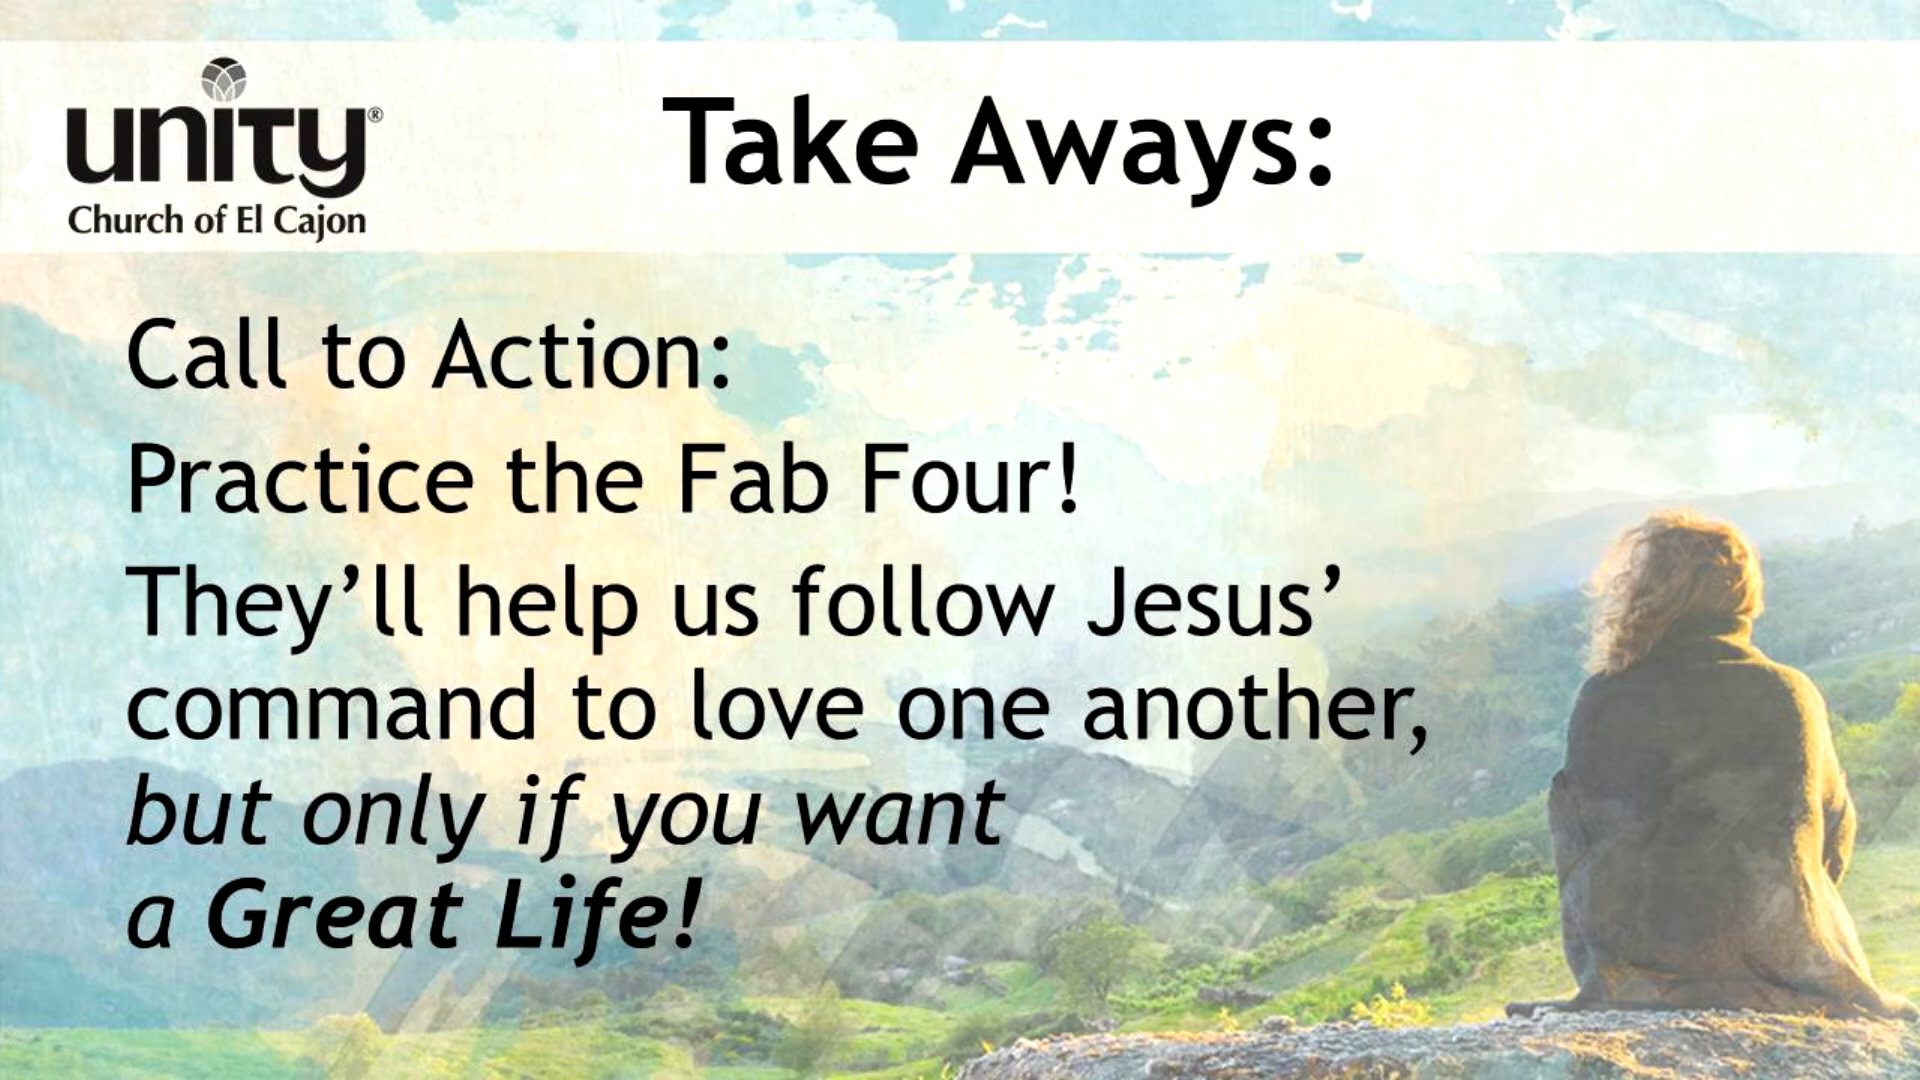 unity®
Church of El Cajon
Take Aways:
Call to Action:
Practice the Fab Four!
They’ll help us follow Jesus’
command to love one another,
but only if you want
a Great Life!